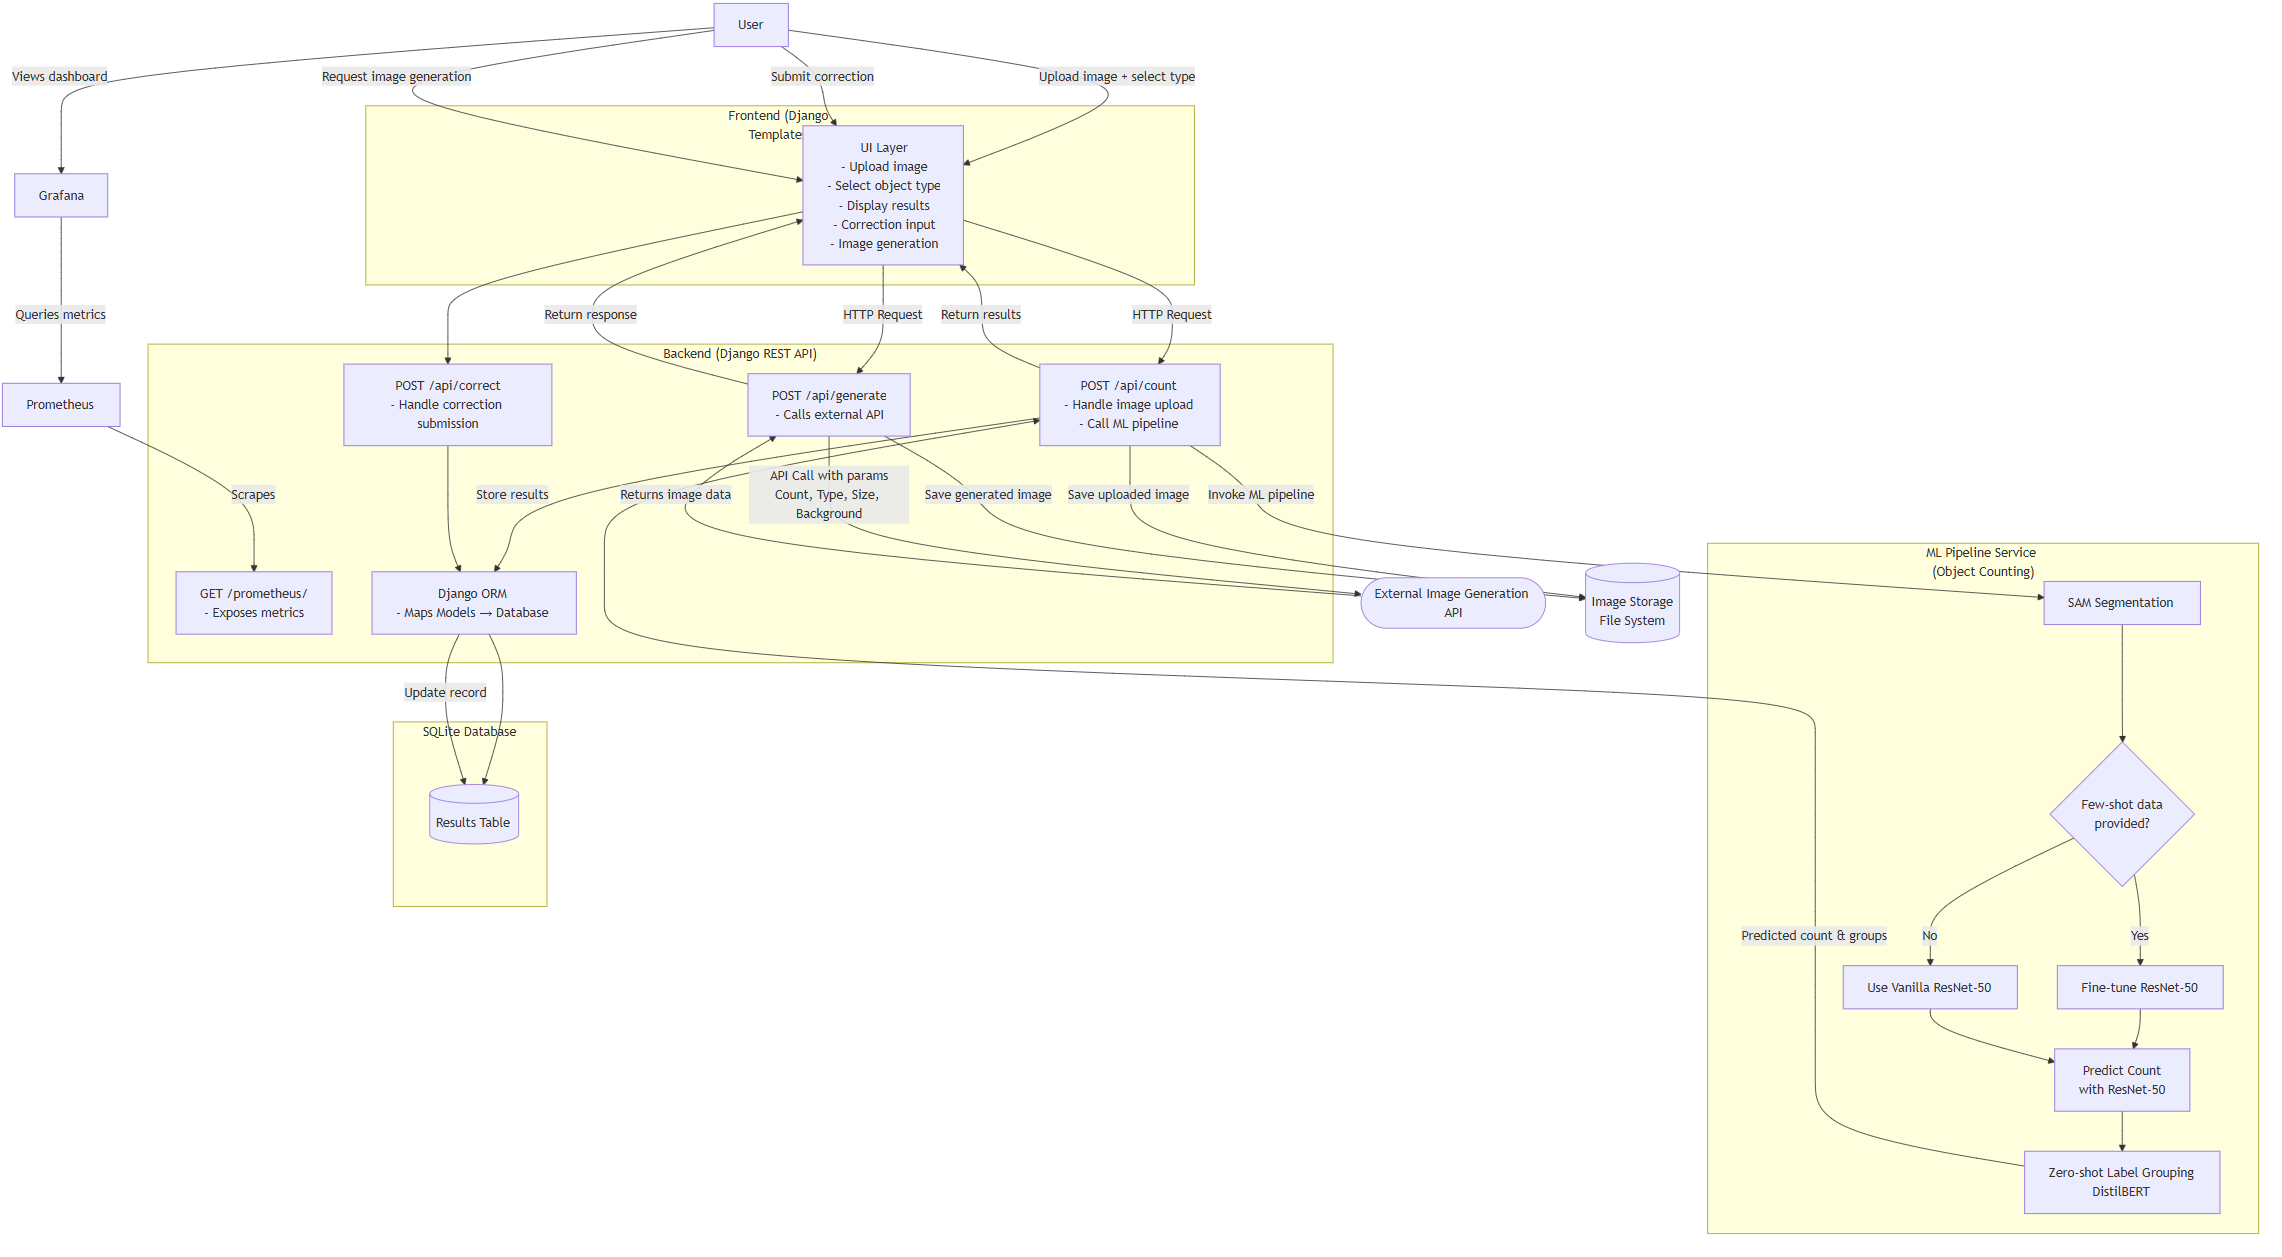 User
Views dashboard
Request image generation
Submit correction
Upload image + select type
Frontend (Django
Template
UI Layer
- Upload image
- Select object type
- Display results
- Correction input
- Image generation
Grafana
Queries metrics
Return response
HTTP Request
Return results
HTTP Request
Backend (Django REST API)
Prometheus
POST /api/correct
- Handle correction
submission
POST /api/generate
- Calls external API
POST /api/count
- Handle image upload
- Call ML pipeline
Scrapes
Store results
Returns image data
API Call with params
Count, Type, Size,
Background
Save generated image
Save uploaded image
Invoke ML pipeline
GET /prometheus/
- Exposes metrics
Django ORM
- Maps Models → Database
External Image Generation
API
Image Storage
File System
ML Pipeline Service
(Object Counting)
SAM Segmentation
Update record
SQLite Database
Results Table
Few-shot data
provided?
Predicted count & groups
No
Yes
Use Vanilla ResNet-50
Fine-tune ResNet-50
Predict Count
with ResNet-50
Zero-shot Label Grouping
DistilBERT